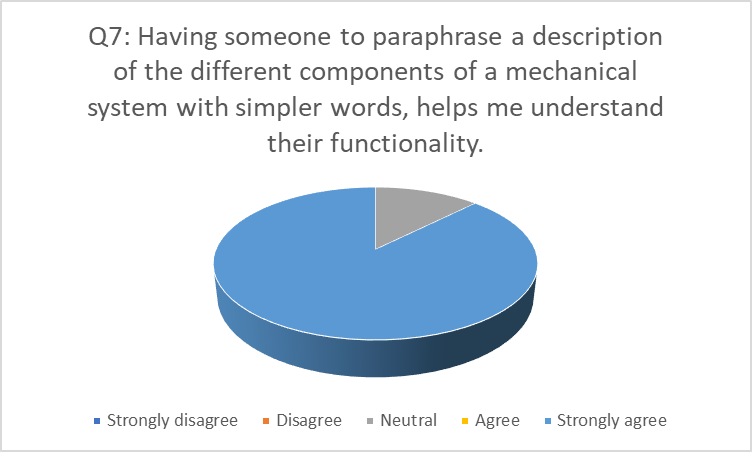 Q7: Having someone to paraphrase a description
of the different components of a mechanical
system with simpler words, helps me understand
their functionality.
Strongly disagree Disagree Neutral Agree Strongly agree